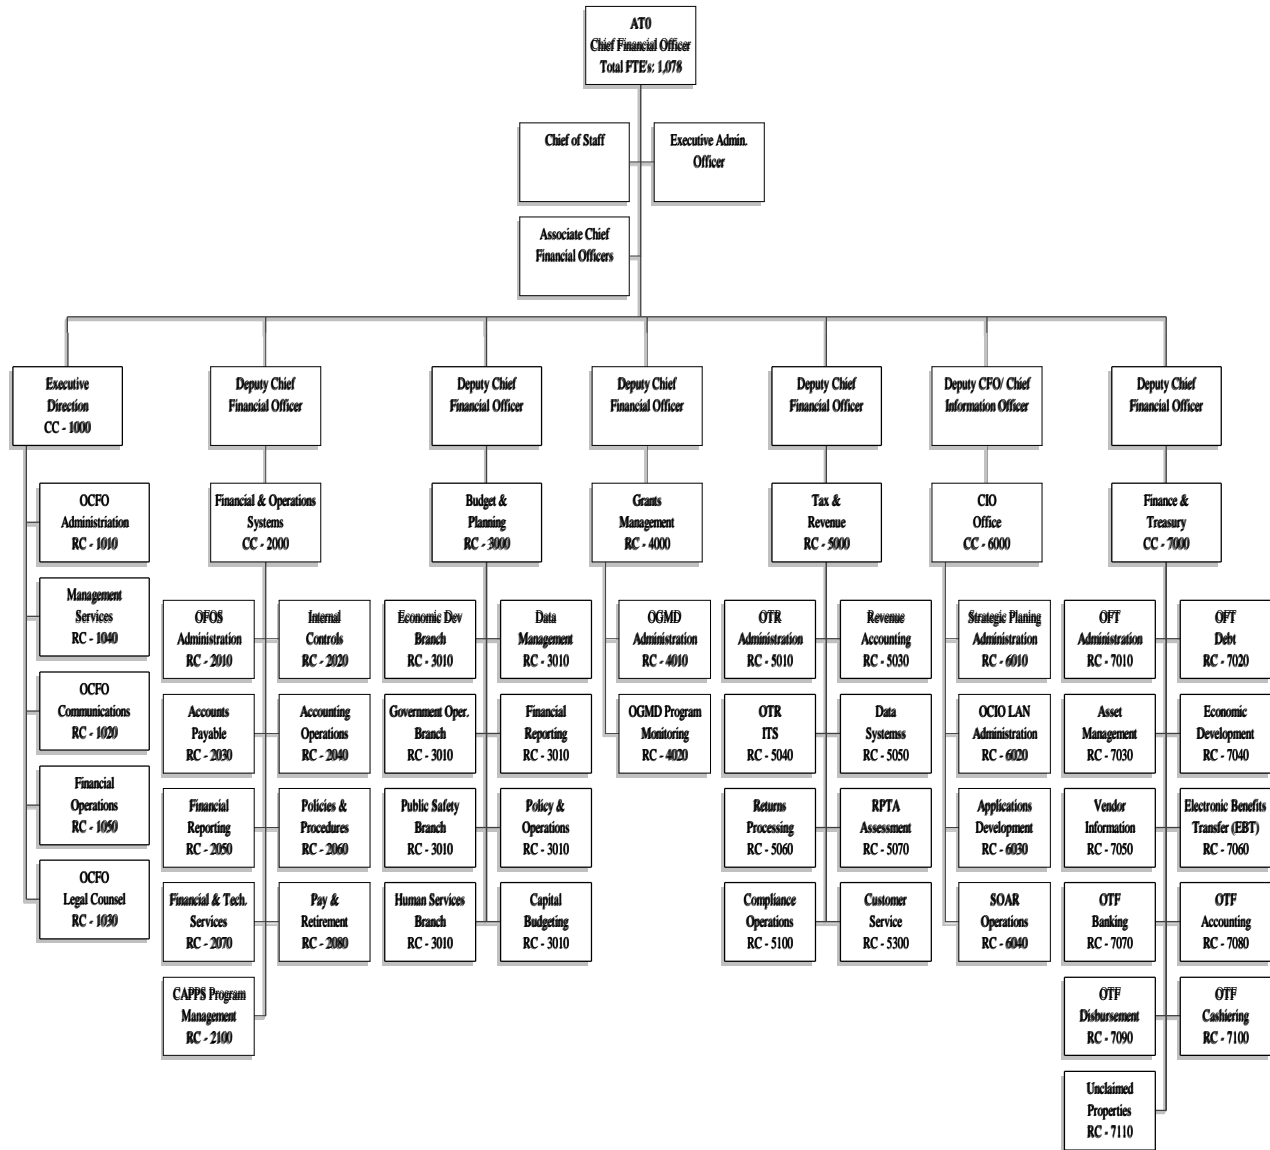 AT0
Chief Financial Officer
Total FTE's: 1,078
Chief of Staff
Executive Admin.
Officer
Associate Chief
Financial Officers
Executive
Direction
CC - 1000
Deputy Chief
Financial Officer
Deputy Chief
Financial Officer
Deputy Chief
Financial Officer
Deputy Chief
Financial Officer
Deputy CFO/ Chief
Information Officer
Deputy Chief
Financial Officer
OCFO
Administriation
RC - 1010
Financial & Operations
Systems
CC - 2000
Budget &
Planning
RC - 3000
Grants
Management
RC - 4000
Tax &
Revenue
RC - 5000
CIO
Office
CC - 6000
Finance &
Treasury
CC - 7000
Management
Services
RC - 1040
OFOS
Administration
RC - 2010
Internal
Controls
RC - 2020
Economic Dev
Branch
RC - 3010
Data
Management
RC - 3010
OGMD
Administration
RC - 4010
OTR
Administration
RC - 5010
Revenue
Accounting
RC - 5030
Strategic Planing
Administration
RC - 6010
OFT
Administration
RC - 7010
OFT
Debt
RC - 7020
OCFO
Communications
RC - 1020
Accounts
Payable
RC - 2030
Accounting
Operations
RC - 2040
Government Oper.
Branch
RC - 3010
Financial
Reporting
RC - 3010
OGMD Program
Monitoring
RC - 4020
OTR
ITS
RC - 5040
Data
Systemss
RC - 5050
OCIO LAN
Administration
RC - 6020
Asset
Management
RC - 7030
Economic
Development
RC - 7040
Financial
Operations
RC - 1050
Financial
Reporting
RC - 2050
Policies &
Procedures
RC - 2060
Public Safety
Branch
RC - 3010
Policy &
Operations
RC - 3010
Returns
Processing
RC - 5060
RPTA
Assessment
RC - 5070
Applications
Development
RC - 6030
Vendor
Information
RC - 7050
Electronic Benefits
Transfer (EBT)
RC - 7060
OCFO
Legal Counsel
RC - 1030
Financial & Tech.
Services
RC - 2070
Pay &
Retirement
RC - 2080
Human Services
Branch
RC - 3010
Capital
Budgeting
RC - 3010
Compliance
Operations
RC - 5100
Customer
Service
RC - 5300
SOAR
Operations
RC - 6040
OTF
Banking
RC - 7070
OTF
Accounting
RC - 7080
CAPPS Program
Management
RC - 2100
OTF
Disbursement
RC - 7090
OTF
Cashiering
RC - 7100
Unclaimed
Properties
RC - 7110